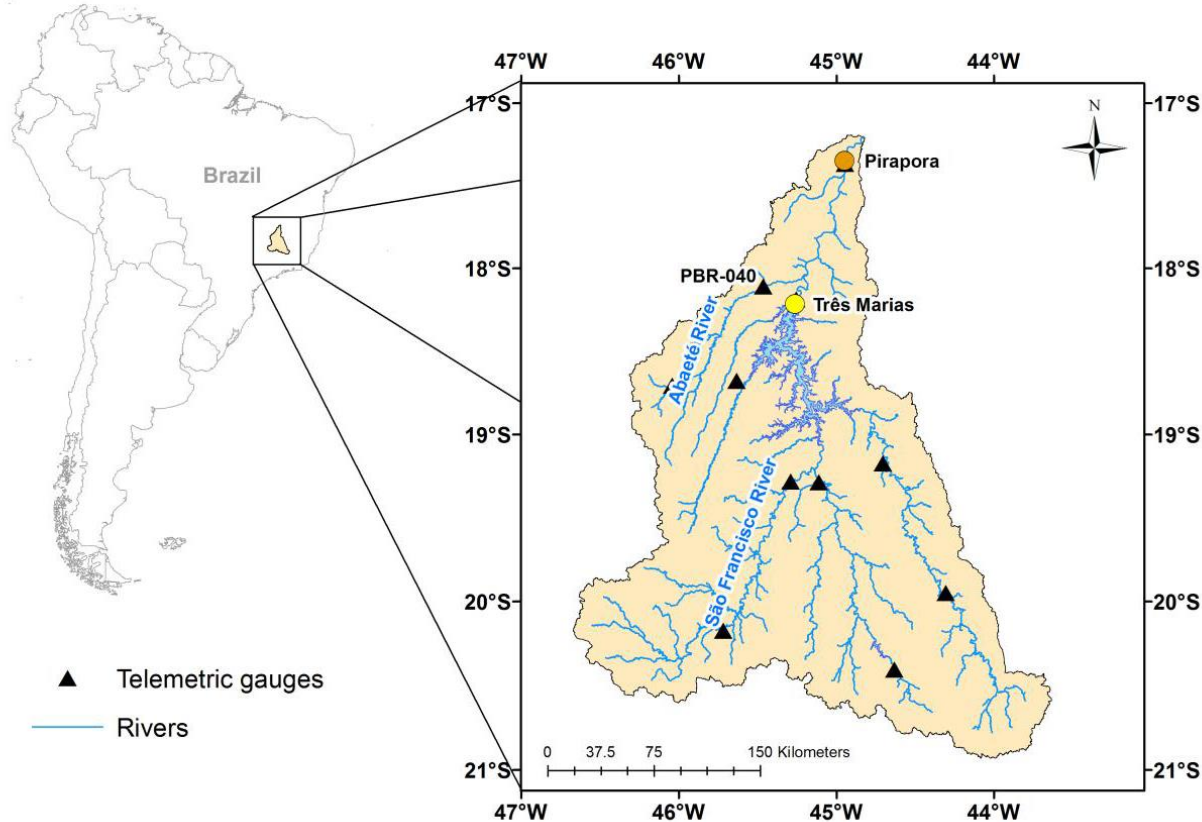 47°W
46°W
45°W
44°W
17°S
17°S
N
Brazil
Pirapora
18°S
PBR-040
18°S
Três Marias
Abaeté River
19°S
19°S
São Francisco River
20°S
20°S
Telemetric gauges
Rivers
0 37.5 75 150 Kilometers
21°S
21°S
47°W
46°W
45°W
44°W